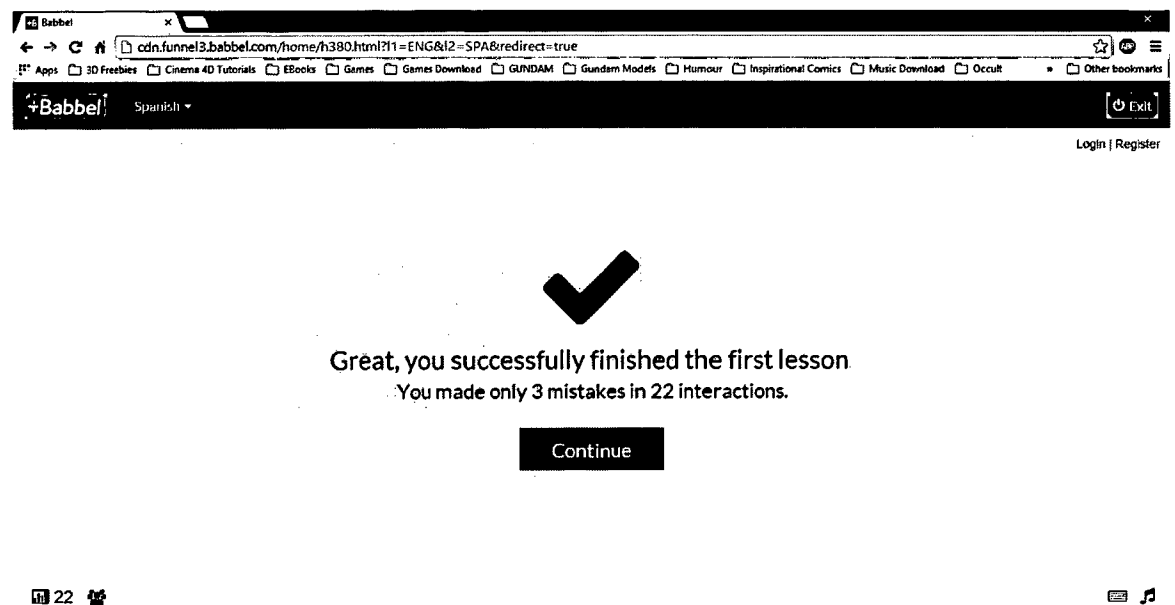 Babbel
cdn.funnel3.babbel.com/home/h380.html?l1=ENG&l2=SPA&redirect=true
Apps 3D Freebies Cinema 4D Tutorials EBooks Games Games Download GUNDAM Gundam Models Humour Inspirational Comics Music Download Occult » Other bookmarks
+Babbel Spanish Exit
Login | Register
Great, you successfully finished the first lesson
You made only 3 mistakes in 22 interactions.
Continue
22